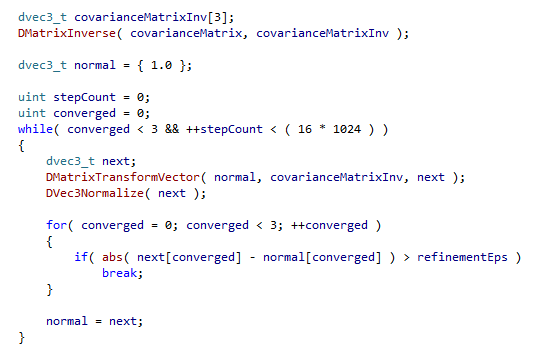 dvec3_t covarianceMatrixInv[3];
DMatrixInverse( covarianceMatrix, covarianceMatrixInv );
dvec3_t normal = { 1.0 };
uint stepCount = 0;
uint converged = 0;
while( converged < 3 && ++stepCount < ( 16 * 1024 ) )
{
    dvec3_t next;
    DMatrixTransformVector( normal, covarianceMatrixInv, next );
    DVec3Normalize( next );
    for( converged = 0; converged < 3; ++converged )
    {
        if( abs( next[converged] - normal[converged] ) > refinementEps )
            break;
    }
    normal = next;
}